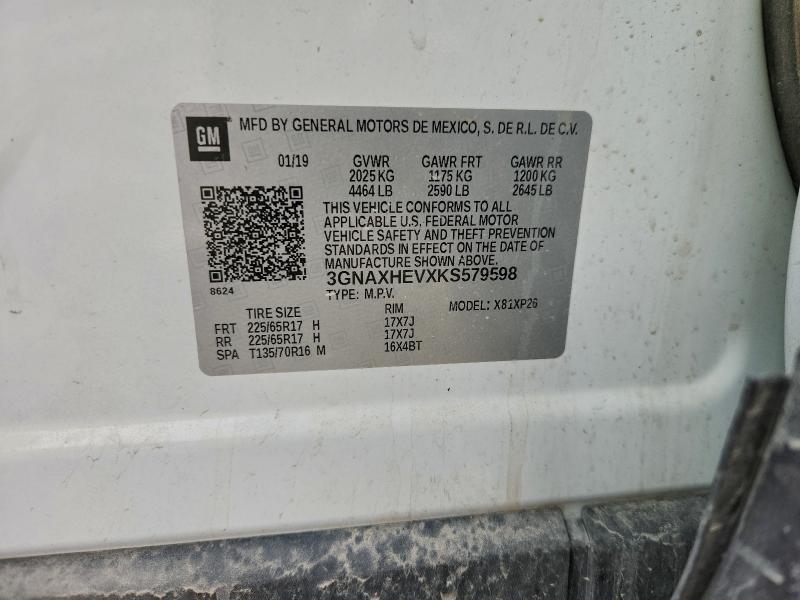 GM MFD BY GENERAL MOTORS DE MEXICO, S. DE R.L. DE C.V.
01/19 GVWR GAWR FRT GAWR RR
2025 KG 1175 KG 1200 KG
4464 LB 2590 LB 2645 LB
THIS VEHICLE CONFORMS TO ALL
APPLICABLE U.S. FEDERAL MOTOR
VEHICLE SAFETY AND THEFT PREVENTION
STANDARDS IN EFFECT ON THE DATE OF
MANUFACTURE SHOWN ABOVE.
8624 3GNAXHEVXKS579598
TYPE: M.P.V. MODEL: X81XP26
TIRE SIZE RIM
FRT 225/65R17 H 17X7J
RR 225/65R17 H 17X7J
SPA T135/70R16 M 16X4BT